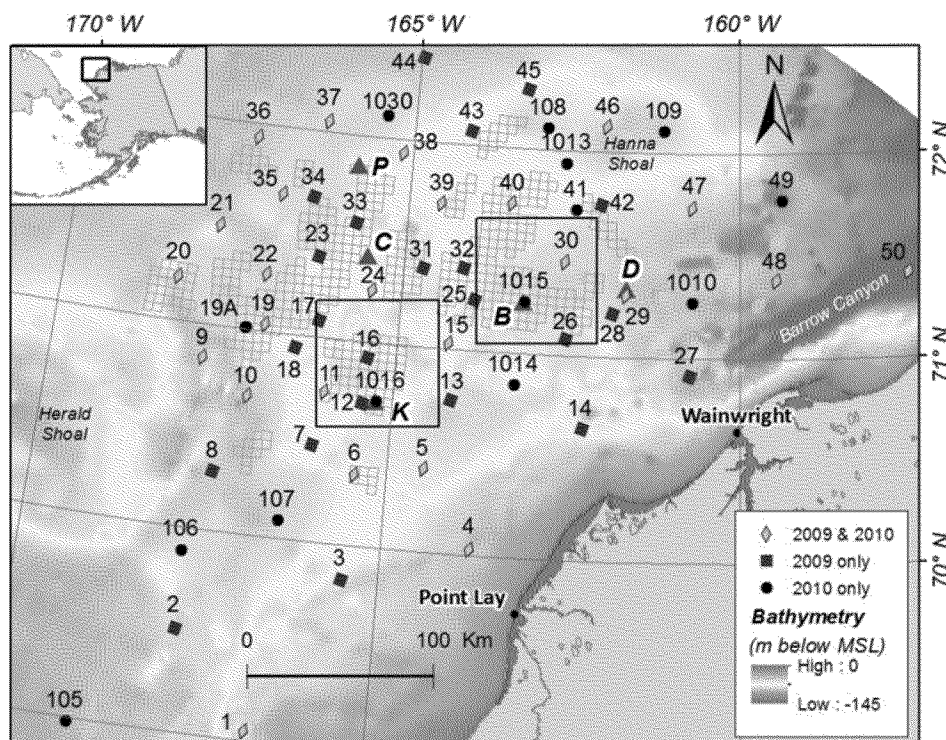 170° W 165° W 160° W
44
45
N
36 37 1030 43 108 46 109
38 1013 Hanna
Shoal
72° N
P
35 34 39 40 41 42 47 49
21 33
C
20 22 23 31 32 30 D 48 50
24 1015 1010
19A 19 17 25 B
9 16 15 26 28 29
Barrow Canyon
71° N
18 11 1016 13 1014 27
10 12 K
Herald
Shoal
14 Wainwright
8 7 6 5
107
106 4
3
70° N
2 Point Lay
0 100 Km
105
1
2009 & 2010
2009 only
2010 only
Bathymetry
(m below MSL)
High : 0
Low : -145